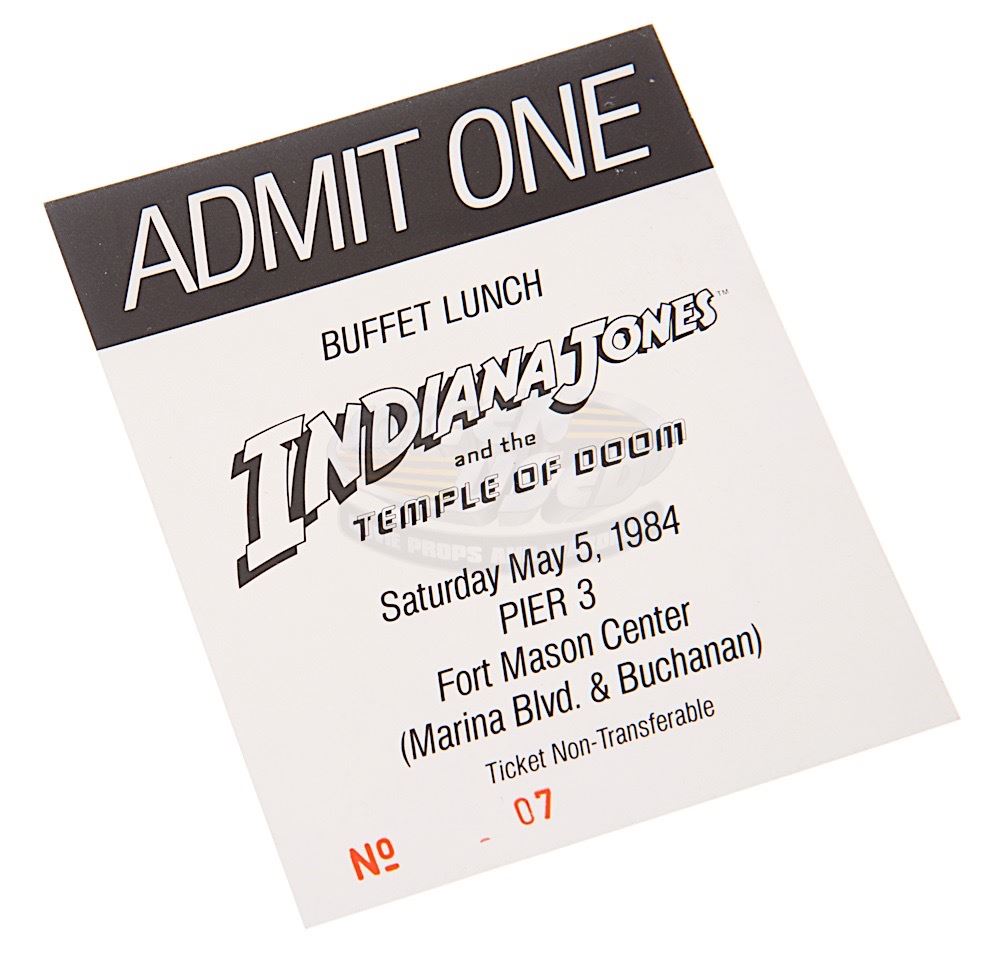 ADMIT ONE
BUFFET LUNCH
INDIANA JONES™
and the
TEMPLE OF DOOM
Saturday May 5, 1984
PIER 3
Fort Mason Center
(Marina Blvd. & Buchanan)
Ticket Non-Transferable
Nº - 07